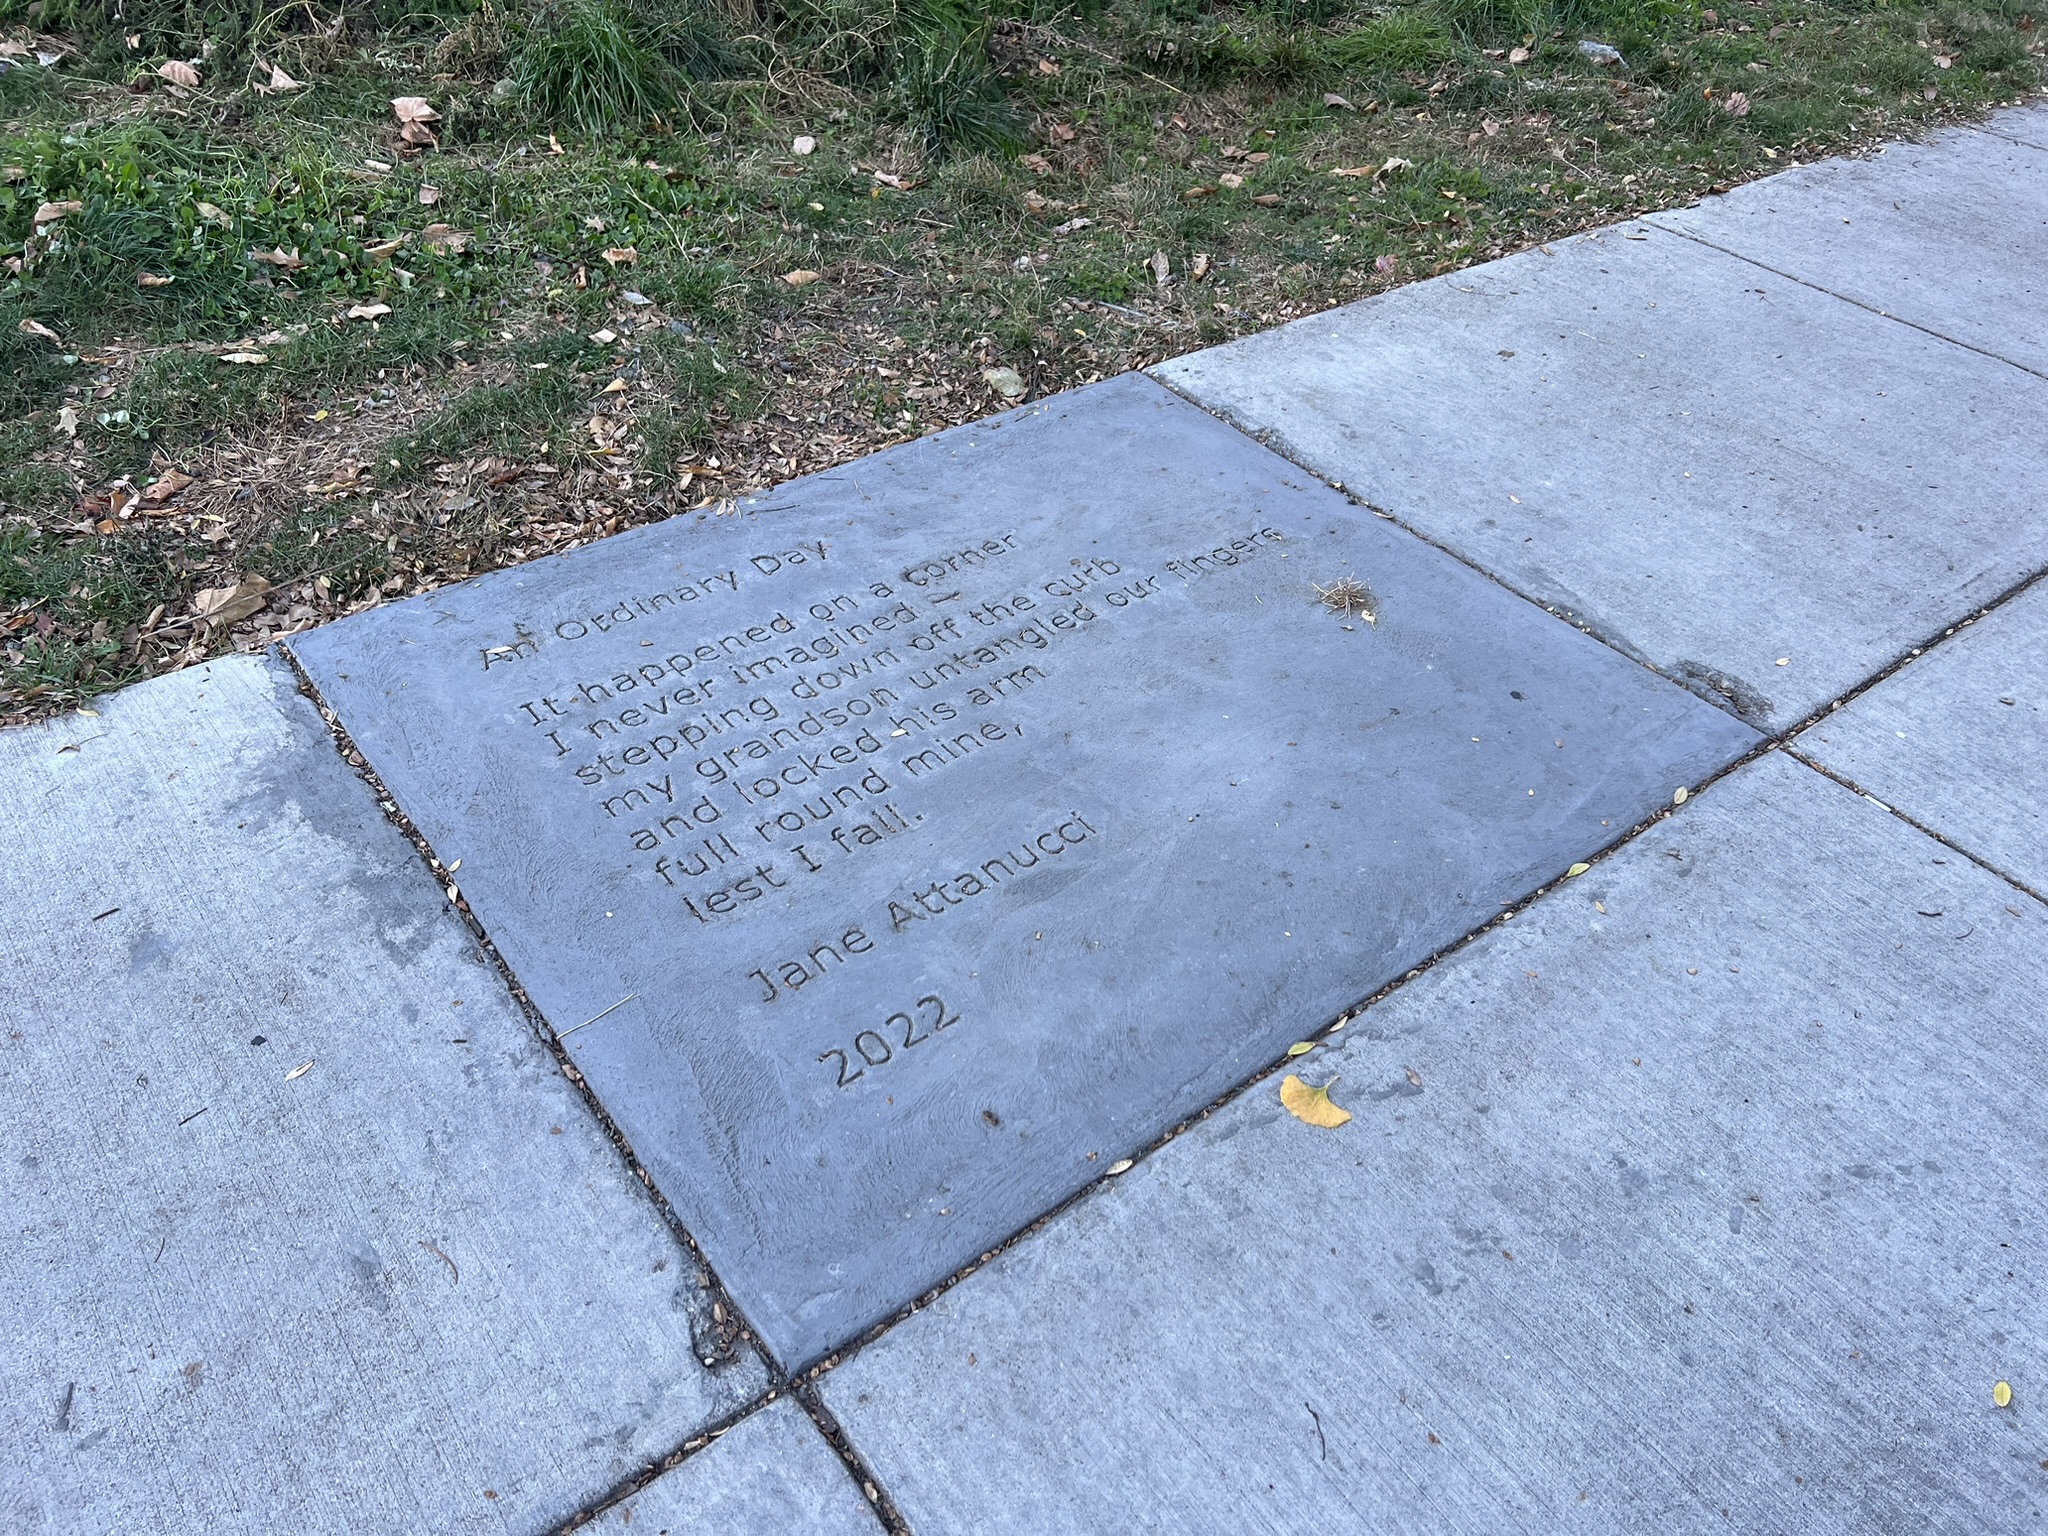 An Ordinary Day
It happened on a corner
I never imagined –
stepping down off the curb
my grandson untangled our fingers
and locked his arm
full round mine,
lest I fall.
Jane Attanucci
2022